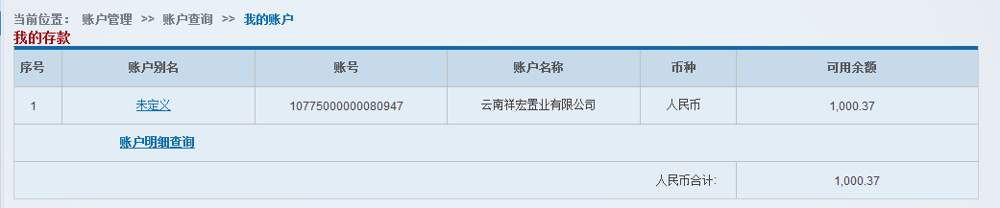 当前位置： 账户管理 >> 账户查询 >> 我的账户
我的存款
序号 账户别名 账号 账户名称 币种 可用余额
1 未定义 10775000000080947 云南祥宏置业有限公司 人民币 1,000.37
账户明细查询
人民币合计: 1,000.37